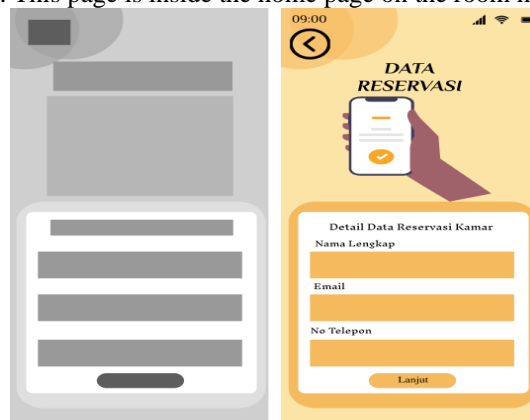 . This page is inside the home page on the room
09:00
DATA
RESERVASI
Detail Data Reservasi Kamar
Nama Lengkap
Email
No Telepon
Lanjut